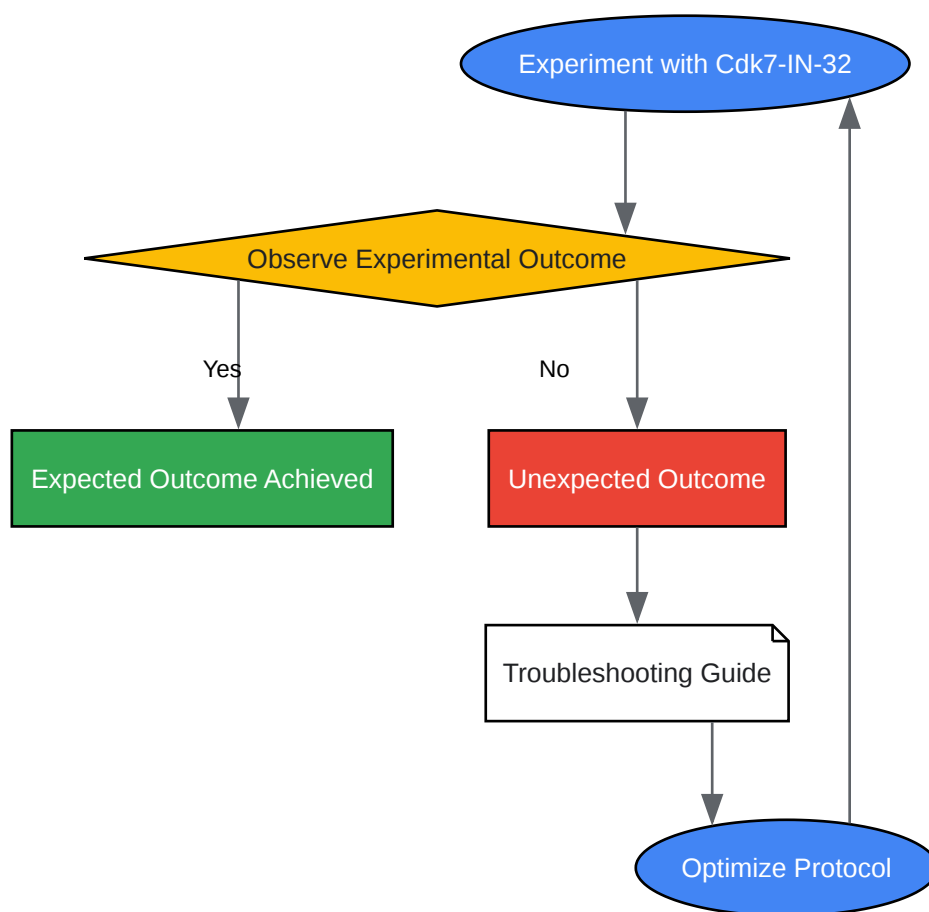 Experiment with Cdk7-IN-32
Observe Experimental Outcome
Yes
No
Expected Outcome Achieved
Unexpected Outcome
Troubleshooting Guide
Optimize Protocol